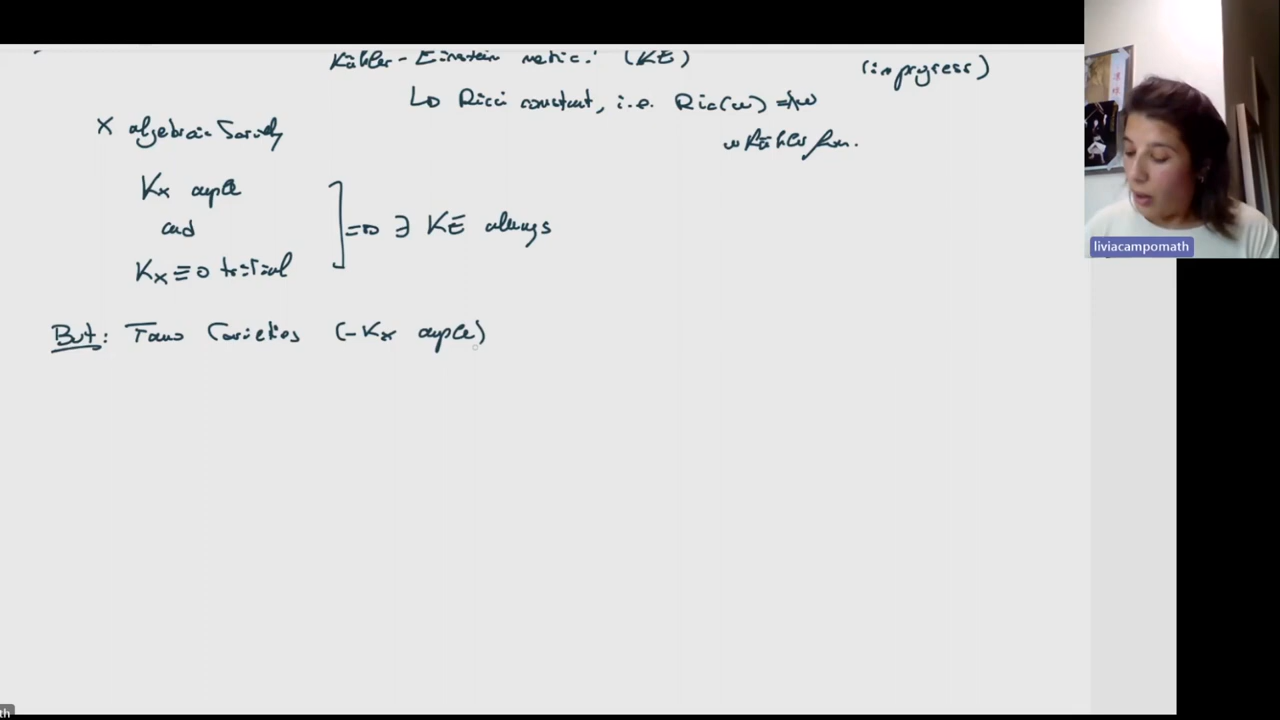 Kähler-Einstein metric! (KE)
(in progress)
Ricci constant, i.e. Ric(ω) = λω
ω Kähler form.
X algebraic variety
Kx ample
and
Kx ≡ 0 trivial
=> ∃ KE always
But: Fano varieties (-Kx ample)
liviacampomath
th